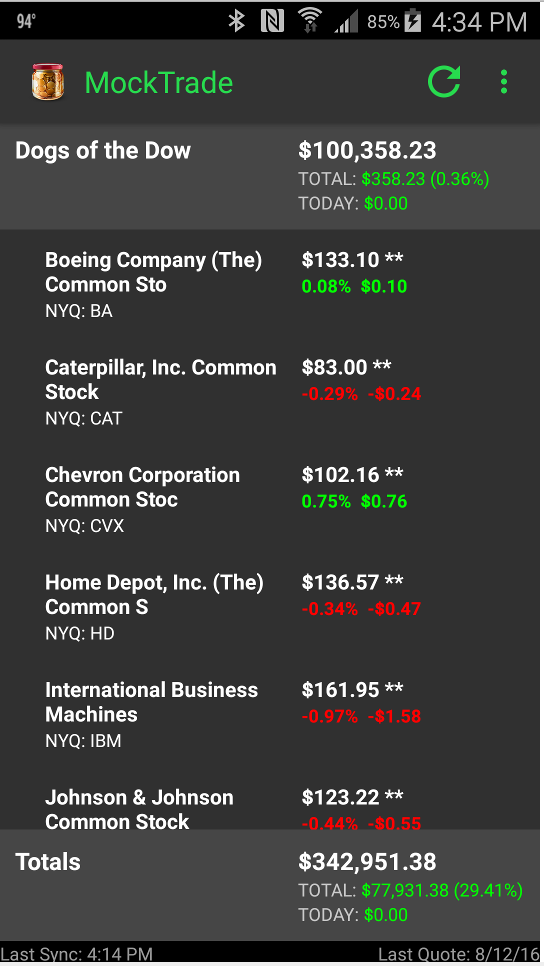 94° 85% 4:34 PM
MockTrade
Dogs of the Dow $100,358.23
TOTAL: $358.23 (0.36%)
TODAY: $0.00
Boeing Company (The) $133.10 **
Common Sto 0.08% $0.10
NYQ: BA
Caterpillar, Inc. Common $83.00 **
Stock -0.29% -$0.24
NYQ: CAT
Chevron Corporation $102.16 **
Common Stoc 0.75% $0.76
NYQ: CVX
Home Depot, Inc. (The) $136.57 **
Common S -0.34% -$0.47
NYQ: HD
International Business $161.95 **
Machines -0.97% -$1.58
NYQ: IBM
Johnson & Johnson $123.22 **
Common Stock -0.44% -$0.55
Totals $342,951.38
TOTAL: $77,931.38 (29.41%)
TODAY: $0.00
Last Sync: 4:14 PM Last Quote: 8/12/16